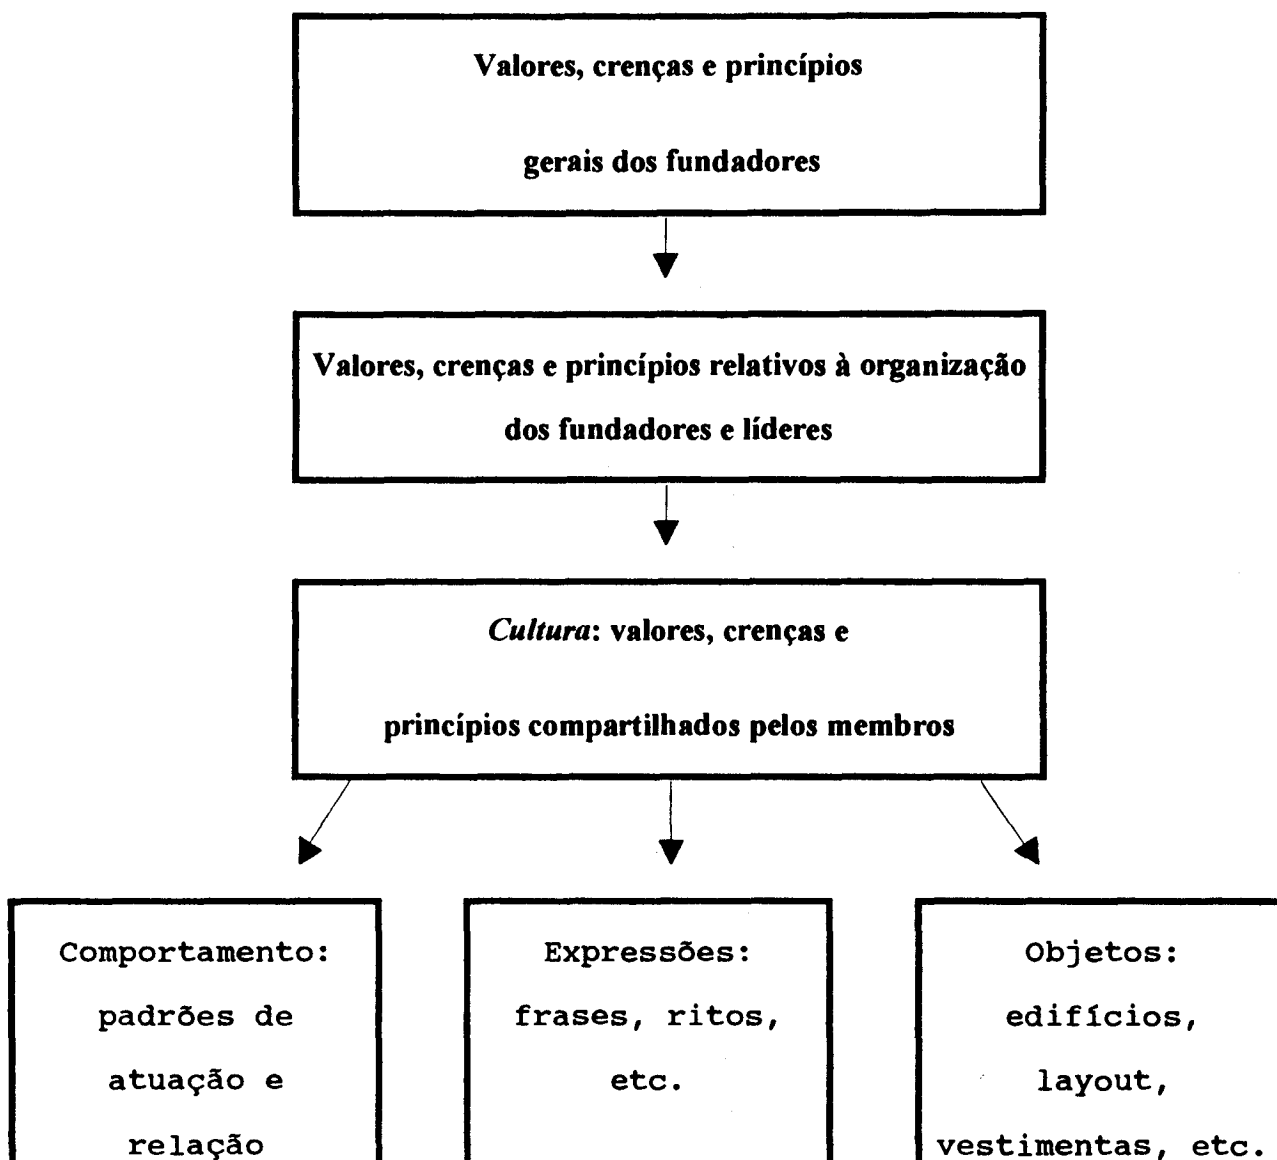 Valores, crenças e princípios
gerais dos fundadores
Valores, crenças e princípios relativos à organização
dos fundadores e líderes
Cultura: valores, crenças e
princípios compartilhados pelos membros
Comportamento:
padrões de
atuação e
relação
Expressões:
frases, ritos,
etc.
Objetos:
edifícios,
layout,
vestimentas, etc.